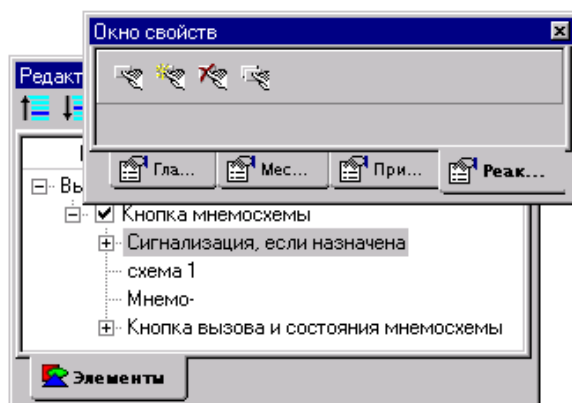 Окно свойств
Редакт
Гла... Мес... При... Реак...
Вы
Кнопка мнемосхемы
Сигнализация, если назначена
схема 1
Мнемо-
Кнопка вызова и состояния мнемосхемы
Элементы